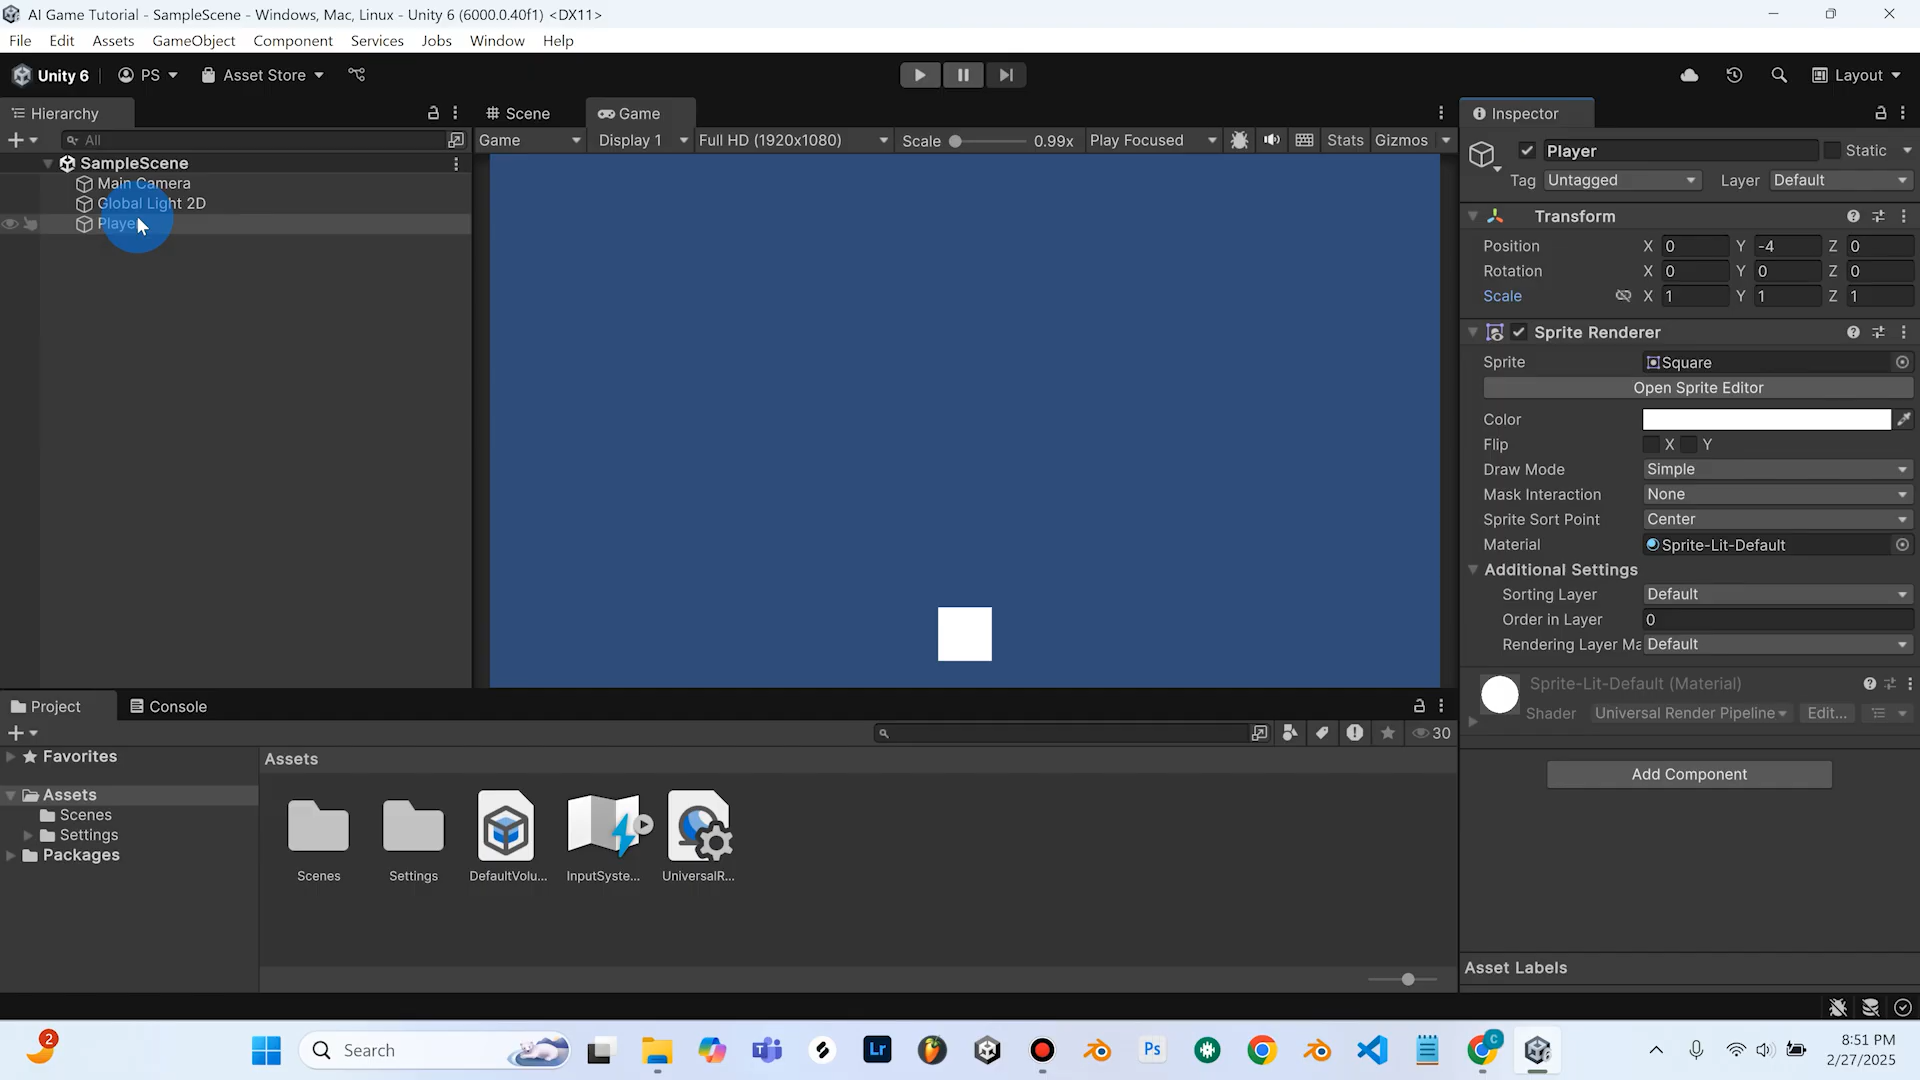 AI Game Tutorial - SampleScene - Windows, Mac, Linux - Unity 6 (6000.0.40f1) <DX11>
File Edit Assets GameObject Component Services Jobs Window Help
Unity 6 PS Asset Store Layout
Hierarchy
All
SampleScene
Main Camera
Global Light 2D
Player
Scene Game
Game Display 1 Full HD (1920x1080) Scale 0.99x Play Focused Stats Gizmos
Inspector
Player Static
Tag Untagged Layer Default
Transform
Position X 0 Y -4 Z 0
Rotation X 0 Y 0 Z 0
Scale X 1 Y 1 Z 1
Sprite Renderer
Sprite Square
Open Sprite Editor
Color
Flip X Y
Draw Mode Simple
Mask Interaction None
Sprite Sort Point Center
Material Sprite-Lit-Default
Additional Settings
Sorting Layer Default
Order in Layer 0
Rendering Layer Ma Default
Sprite-Lit-Default (Material)
Shader Universal Render Pipeline Edit...
Add Component
Asset Labels
Project Console
30
Favorites
Assets
Scenes
Settings
Packages
Assets
Scenes Settings DefaultVolu... InputSyste... UniversalR...
2 Search Lr Ps C
8:51 PM
2/27/2025